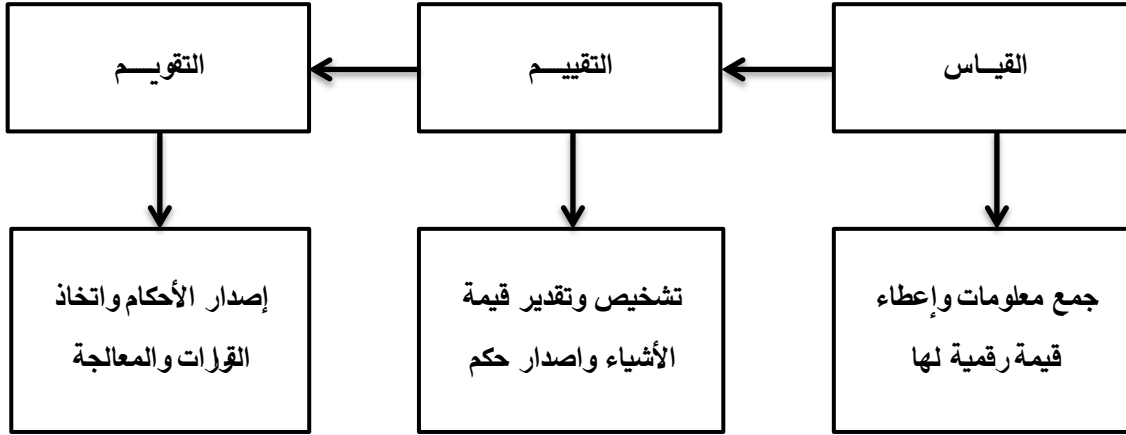 القيـــاس
التقييـــم
التقويـــم
جمع معلومات وإعطاء
قيمة رقمية لها
تشخيص وتقدير قيمة
الأشياء واصدار حكم
إصدار الأحكام واتخاذ
القرارات والمعالجة